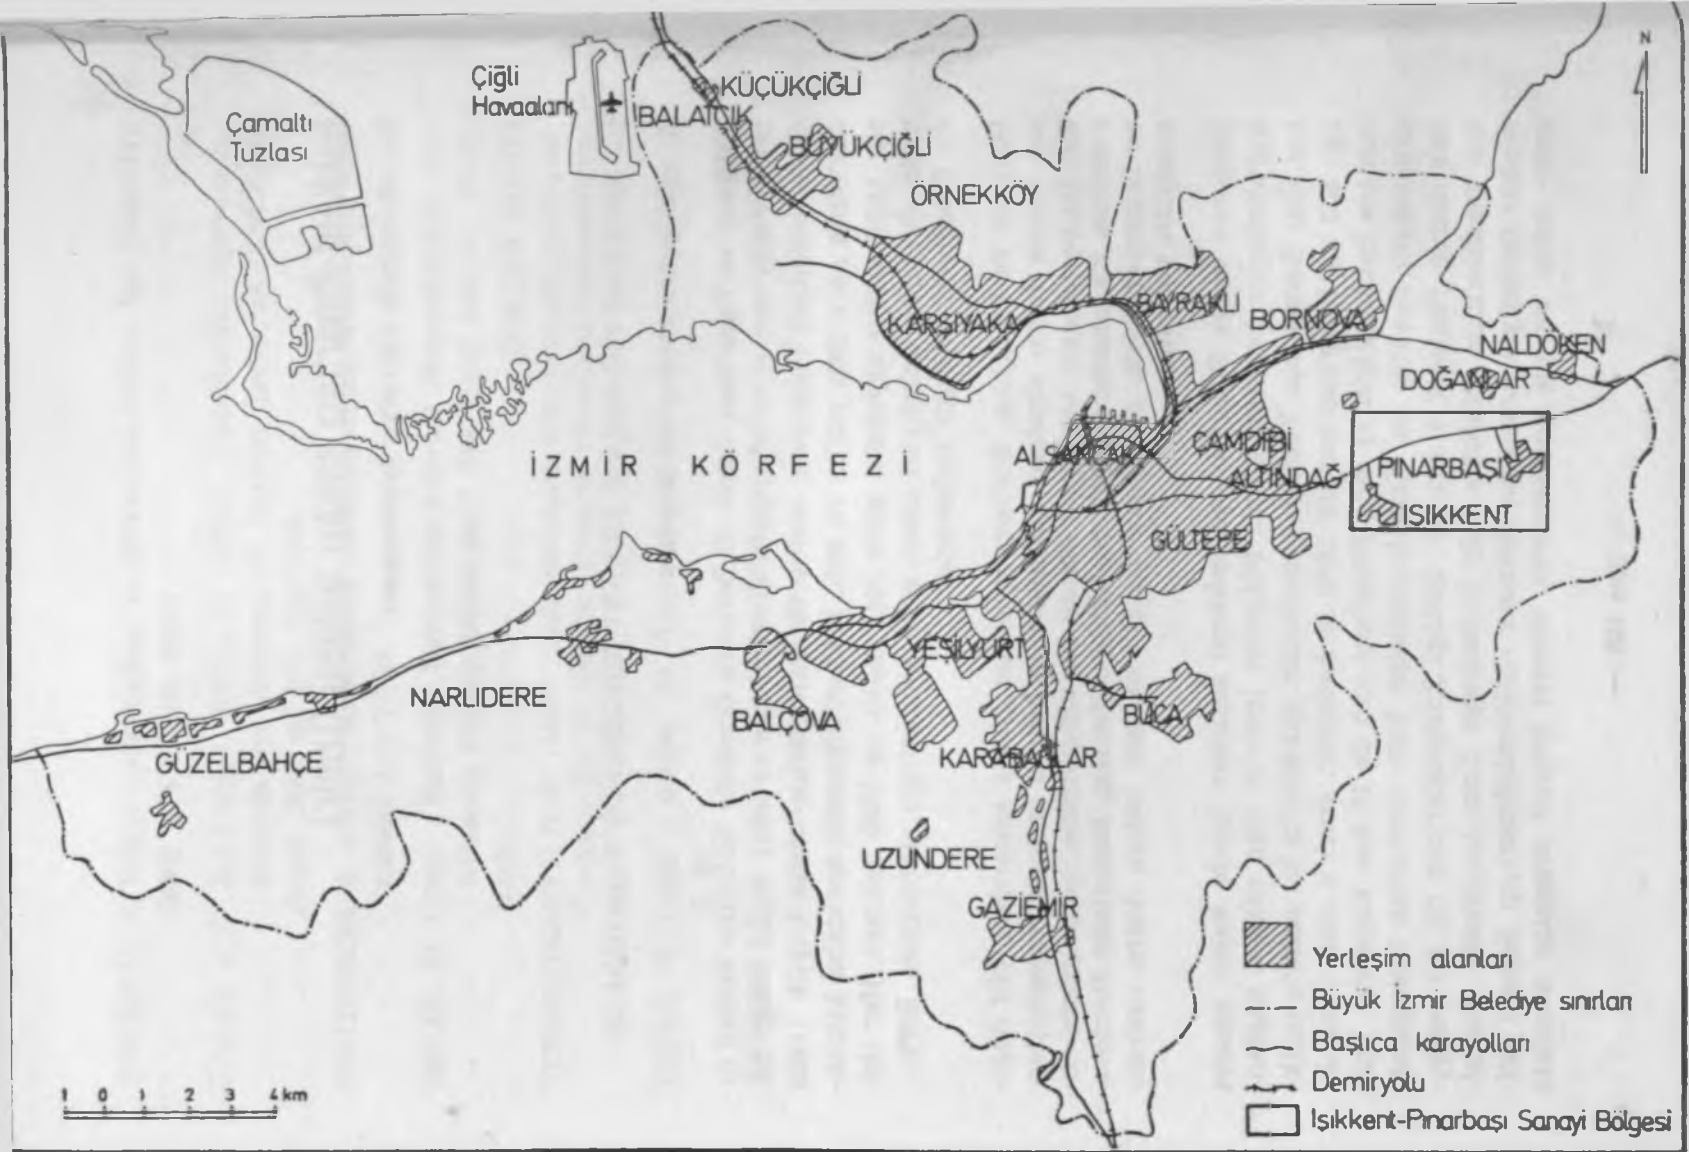 N
Çiğli
Havaalanı
KÜÇÜKÇİĞLİ
BALATCIK
Çamaltı
Tuzlası
BÜYÜKÇİĞLİ
ÖRNEKKÖY
BAYRAKLI
KARŞIYAKA
BORNOVA
NALDÖKEN
DOĞANLAR
ÇAMDİBİ
ALSANCAK
İZMİR KÖRFEZİ
ALTINDAĞ
PINARBAŞI
IŞIKKENT
GÜLTEPE
YEŞİLYURT
NARLIDERE
BALÇOVA
BUCA
GÜZELBAHÇE
KARABAĞLAR
UZUNDERE
GAZİEMİR
Yerleşim alanları
Büyük İzmir Belediye sınırları
Başlıca karayolları
Demiryolu
Işıkkent-Pınarbaşı Sanayi Bölgesi
1 0 1 2 3 4 km